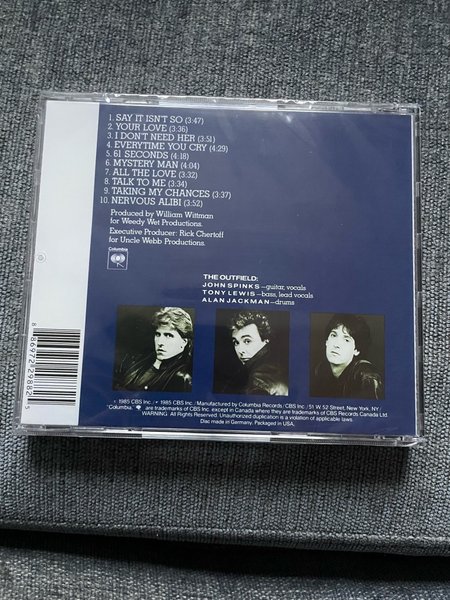 1. SAY IT ISN'T SO (3:47)
2. YOUR LOVE (3:36)
3. I DON'T NEED HER (3:51)
4. EVERYTIME YOU CRY (4:29)
5. 61 SECONDS (4:18)
6. MYSTERY MAN (4:04)
7. ALL THE LOVE (3:32)
8. TALK TO ME (3:34)
9. TAKING MY CHANCES (3:37)
10. NERVOUS ALIBI (3:52)
Produced by William Wittman
for Weedy Wet Productions.
Executive Producer: Rick Chertoff
for Uncle Webb Productions.
Columbia
THE OUTFIELD:
JOHN SPINKS—guitar, vocals
TONY LEWIS—bass, lead vocals
ALAN JACKMAN—drums
© 1985 CBS Inc. / ℗ 1985 CBS Inc. / Manufactured by Columbia Records / CBS Inc. / 51 W. 52 Street, New York, NY /
"Columbia," are trademarks of CBS Inc. except in Canada where they are trademarks of CBS Records Canada Ltd.
WARNING: All Rights Reserved. Unauthorized duplication is a violation of applicable laws.
Disc made in Germany. Packaged in USA.